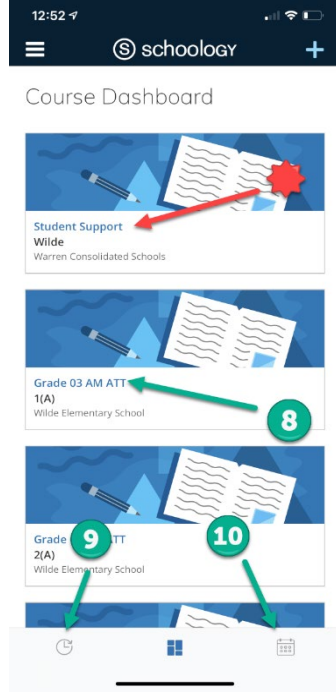 12:52
schoology
Course Dashboard
Student Support
Wilde
Warren Consolidated Schools
Grade 03 AM ATT
1(A)
Wilde Elementary School
8
Grade
TT
2(A)
Wilde Elementary School
9
10